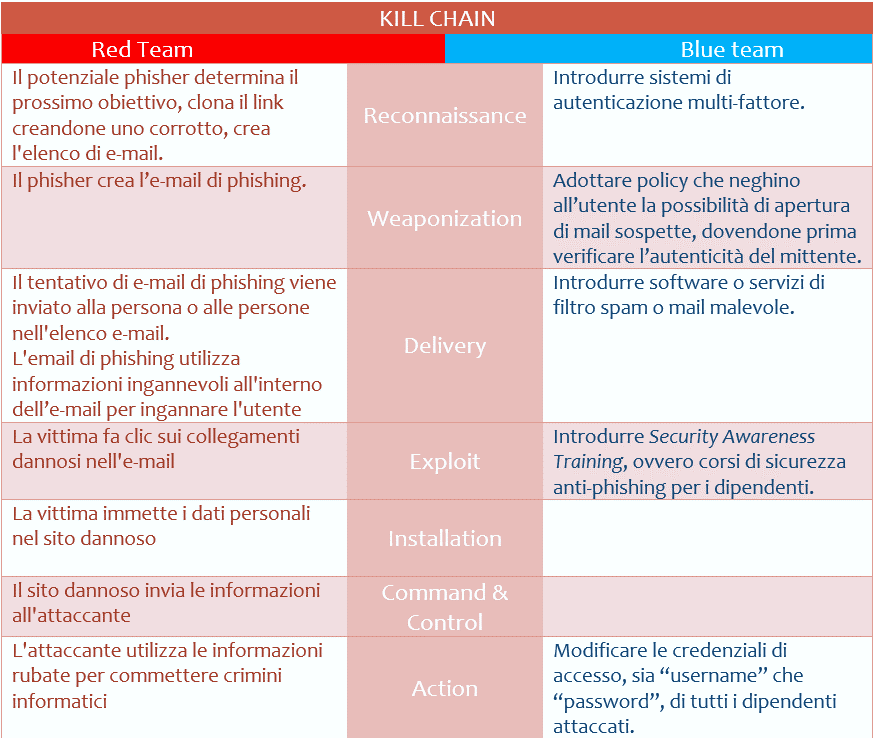 KILL CHAIN
Red Team
Blue team
Il potenziale phisher determina il
prossimo obiettivo, clona il link
creandone uno corrotto, crea
l'elenco di e-mail.
Reconnaissance
Introdurre sistemi di
autenticazione multi-fattore.
Il phisher crea l’e-mail di phishing.
Weaponization
Adottare policy che neghino
all’utente la possibilità di apertura
di mail sospette, dovendone prima
verificare l’autenticità del mittente.
Il tentativo di e-mail di phishing viene
inviato alla persona o alle persone
nell'elenco e-mail.
L'email di phishing utilizza
informazioni ingannevoli all'interno
dell’e-mail per ingannare l'utente
Delivery
Introdurre software o servizi di
filtro spam o mail malevole.
La vittima fa clic sui collegamenti
dannosi nell'e-mail
Exploit
Introdurre Security Awareness
Training, ovvero corsi di sicurezza
anti-phishing per i dipendenti.
La vittima immette i dati personali
nel sito dannoso
Installation
Il sito dannoso invia le informazioni
all'attaccante
Command &
Control
L'attaccante utilizza le informazioni
rubate per commettere crimini
informatici
Action
Modificare le credenziali di
accesso, sia “username” che
“password”, di tutti i dipendenti
attaccati.